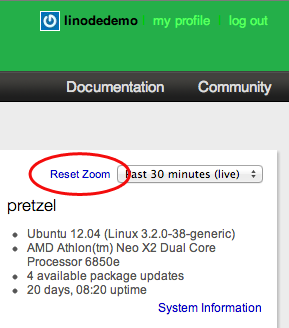 linodedemo my profile log out
Documentation Community
Reset Zoom Past 30 minutes (live)
pretzel
Ubuntu 12.04 (Linux 3.2.0-38-generic)
AMD Athlon(tm) Neo X2 Dual Core
Processor 6850e
4 available package updates
20 days, 08:20 uptime
System Information